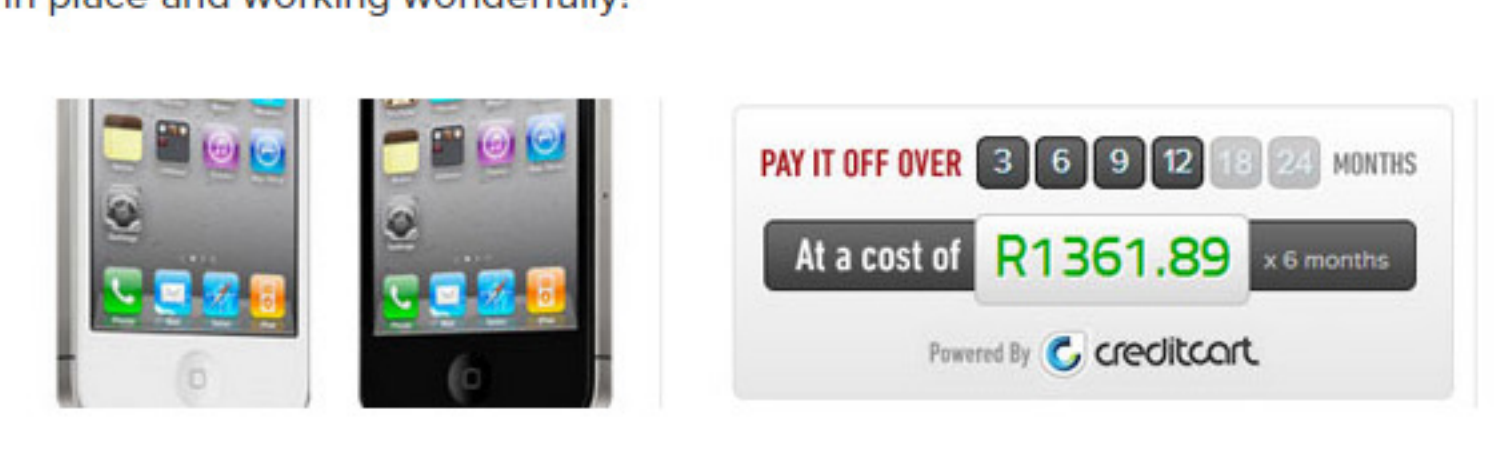 in place and working wonderfully!
PAY IT OFF OVER 3 6 9 12 18 24 MONTHS
At a cost of R1361.89 x 6 months
Powered By creditcart